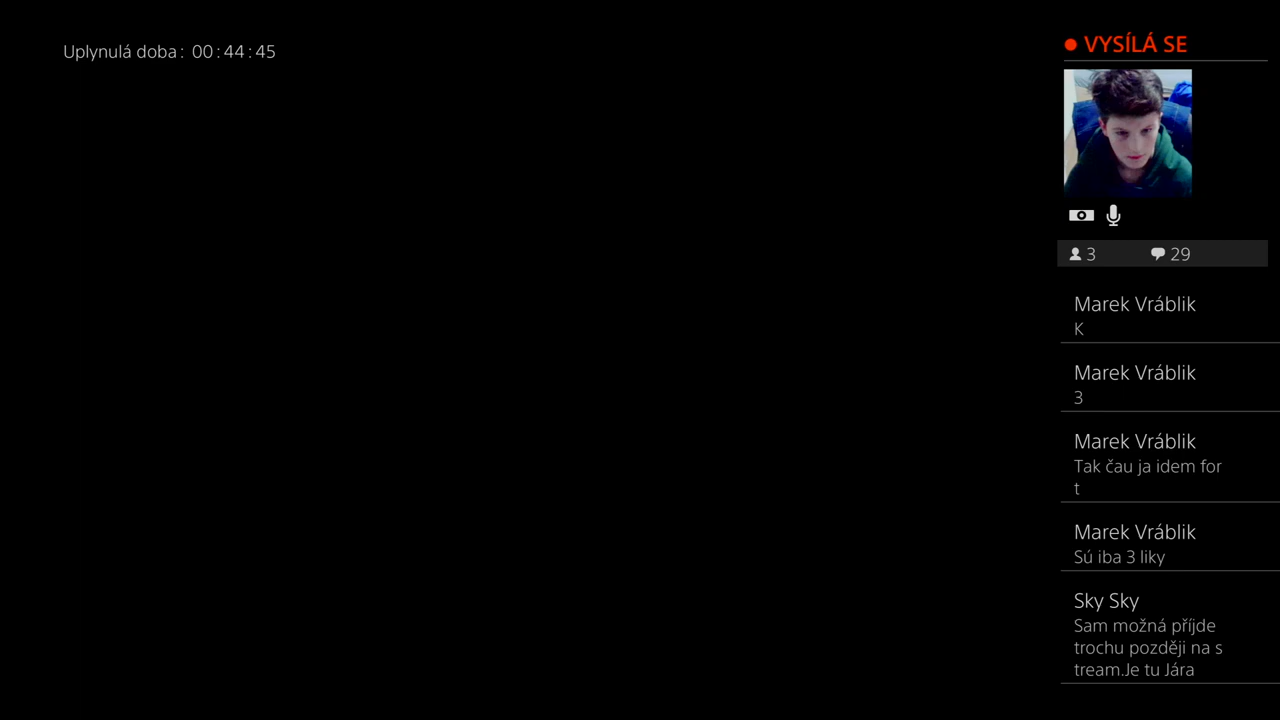 Uplynulá doba: 00:44:45
VYSÍLÁ SE
3 29
Marek Vráblik
K
Marek Vráblik
3
Marek Vráblik
Tak čau ja idem for
t
Marek Vráblik
Sú iba 3 liky
Sky Sky
Sam možná příjde
trochu později na s
tream.Je tu Jára